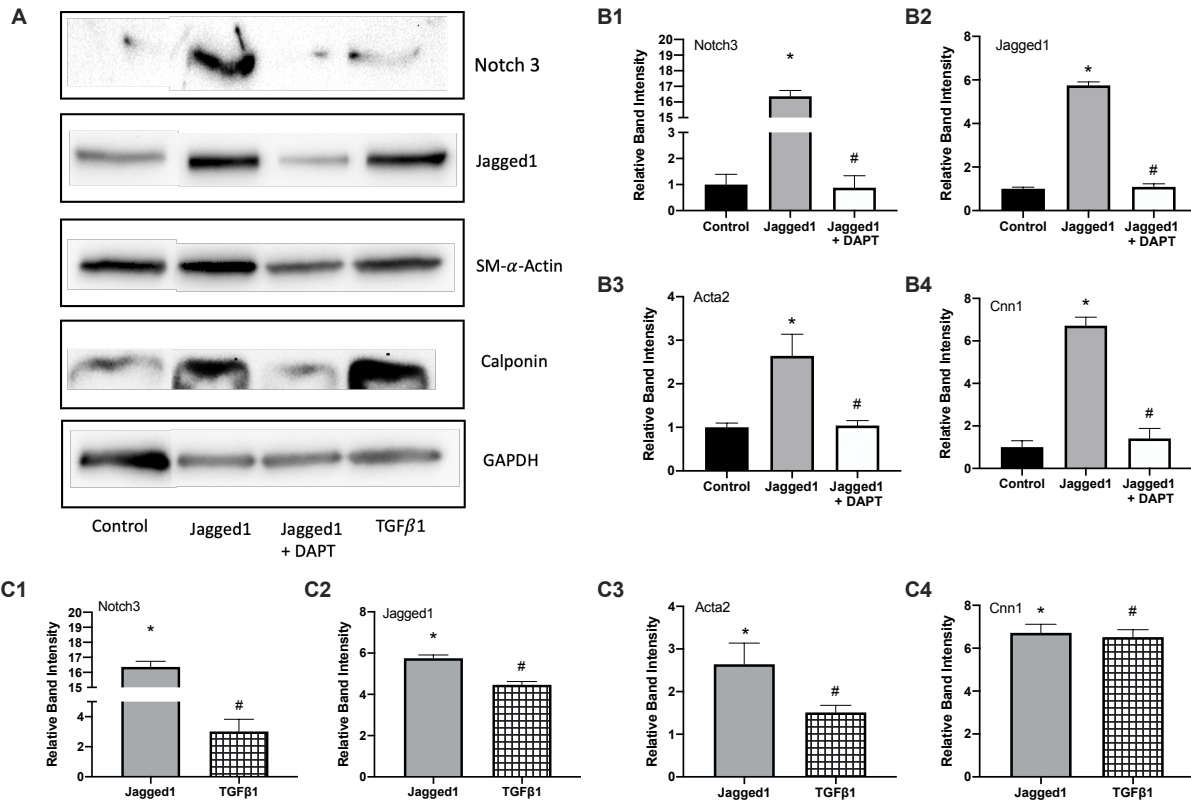 A
Notch 3
Jagged1
SM-α-Actin
Calponin
GAPDH
Control
Jagged1
Jagged1
+ DAPT
TGFβ1
B1
Notch3
Relative Band Intensity
20
19
18
17
16
15
3
2
1
0
*
#
Control
Jagged1
Jagged1
+ DAPT
B2
Jagged1
Relative Band Intensity
8
6
4
2
0
*
#
Control
Jagged1
Jagged1
+ DAPT
B3
Acta2
Relative Band Intensity
4
3
2
1
0
*
#
Control
Jagged1
Jagged1
+ DAPT
B4
Cnn1
Relative Band Intensity
8
6
4
2
0
*
#
Control
Jagged1
Jagged1
+ DAPT
C1
Notch3
Relative Band Intensity
20
19
18
17
16
15
4
2
0
*
#
Jagged1
TGFβ1
C2
Jagged1
Relative Band Intensity
8
6
4
2
0
*
#
Jagged1
TGFβ1
C3
Acta2
Relative Band Intensity
4
3
2
1
0
*
#
Jagged1
TGFβ1
C4
Cnn1
Relative Band Intensity
8
6
4
2
0
*
#
Jagged1
TGFβ1